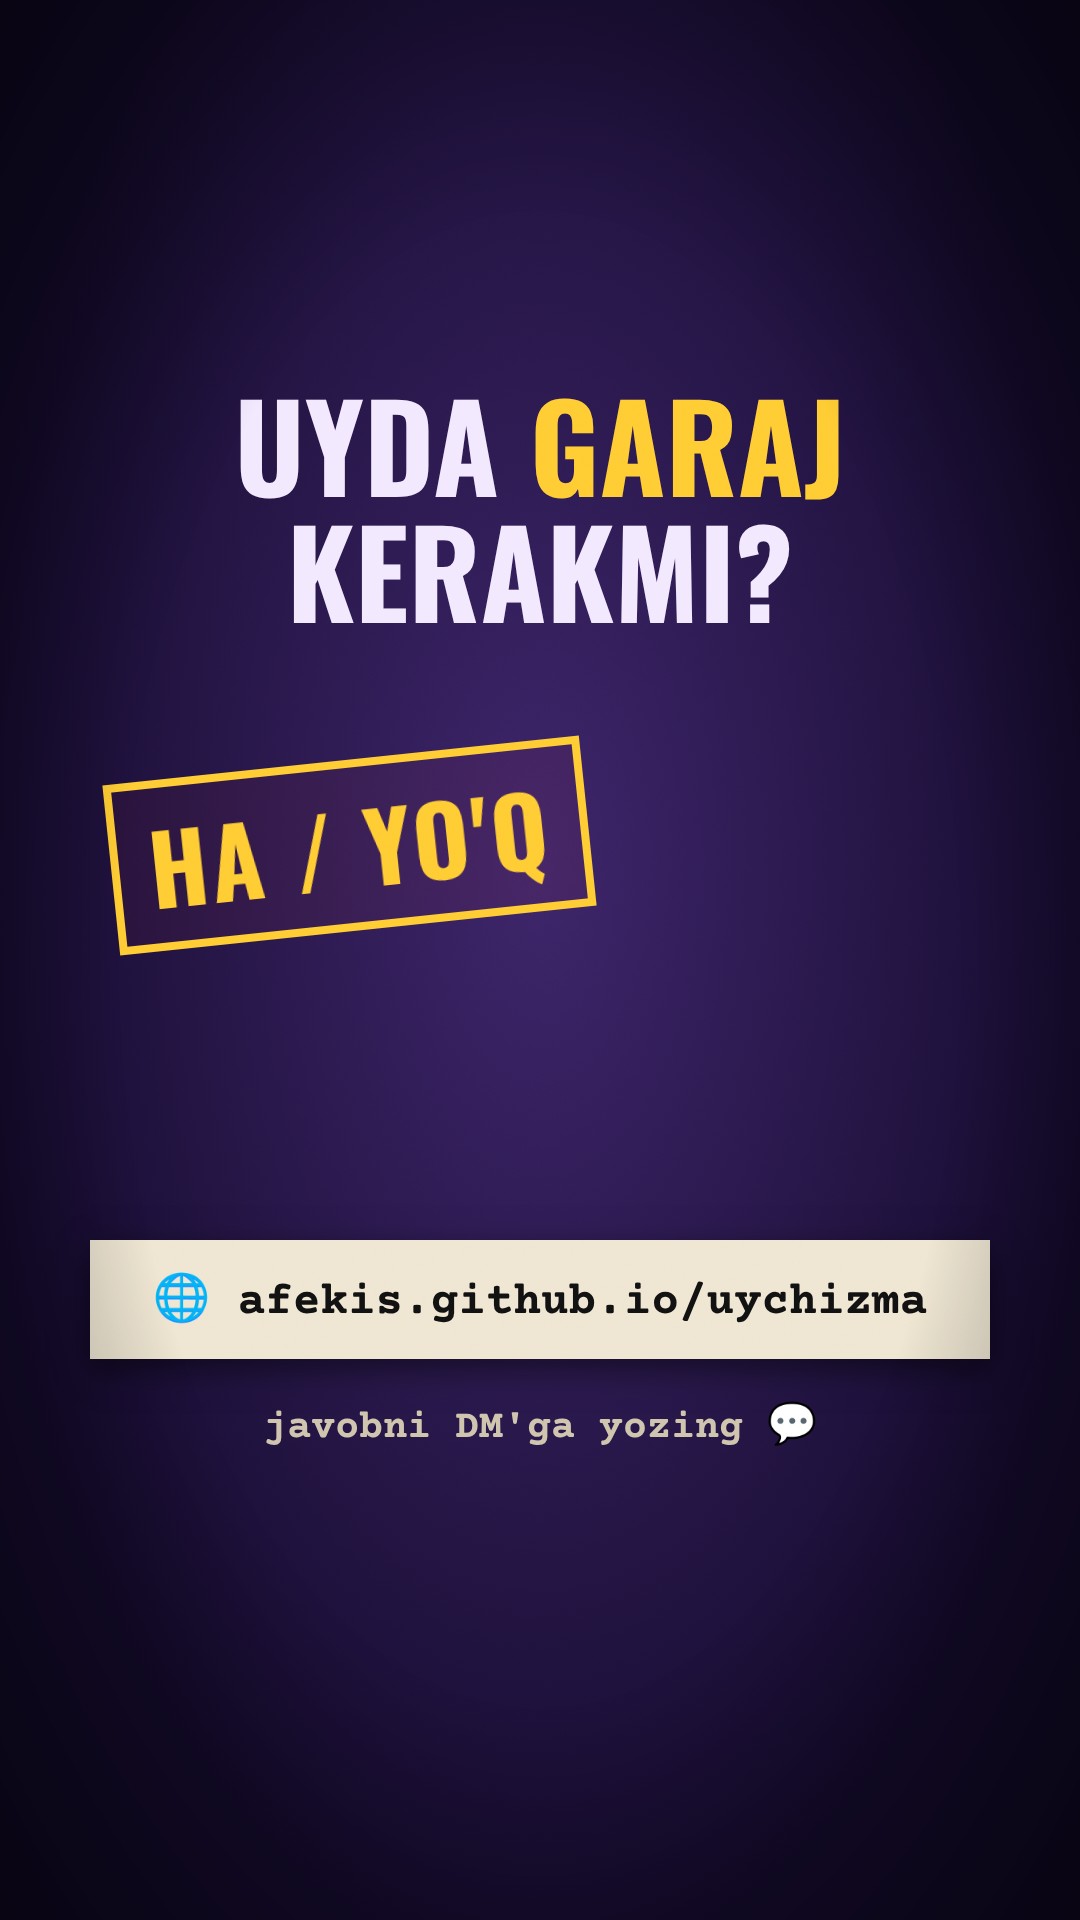 UYDA GARAJ
KERAKMI?
HA / YO'Q
🌐 afekis.github.io/uychizma
javobni DM'ga yozing 💬